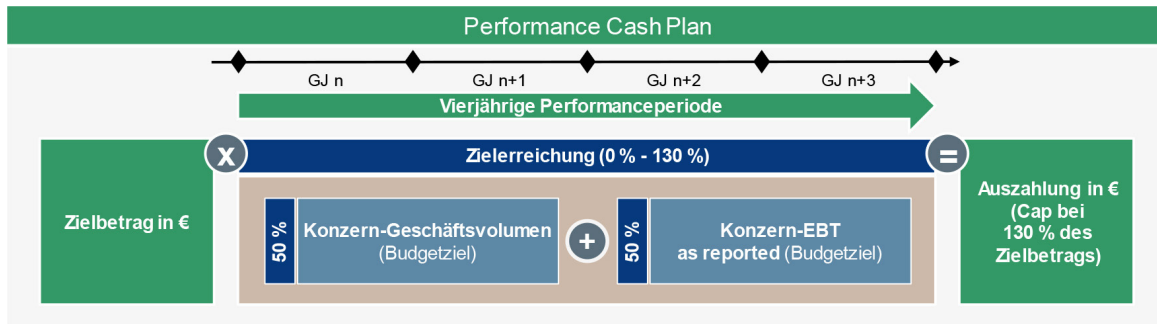 Performance Cash Plan
GJ n
GJ n+1
GJ n+2
GJ n+3
Vierjährige Performanceperiode
Zielbetrag in €
x
Zielerreichung (0 % - 130 %)
50 %
Konzern-Geschäftsvolumen
(Budgetziel)
+
50 %
Konzern-EBT
as reported (Budgetziel)
=
Auszahlung in €
(Cap bei
130 % des
Zielbetrags)